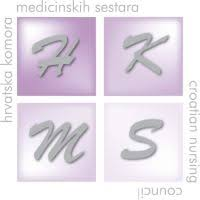 hrvatska komora
medicinskih sestara
H K
M S
croatian nursing
council